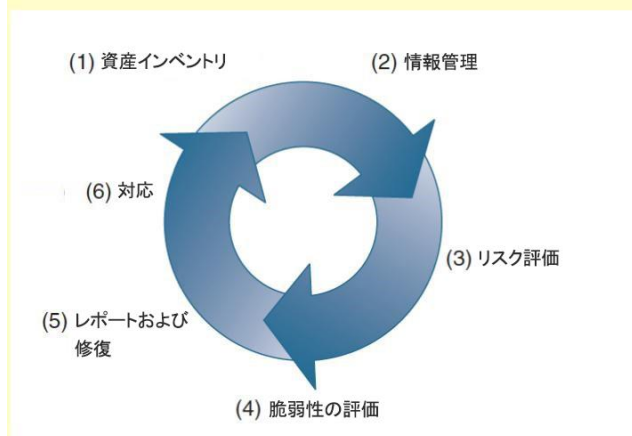 (1) 資産インベントリ
(2) 情報管理
(3) リスク評価
(4) 脆弱性の評価
(5) レポートおよび
修復
(6) 対応